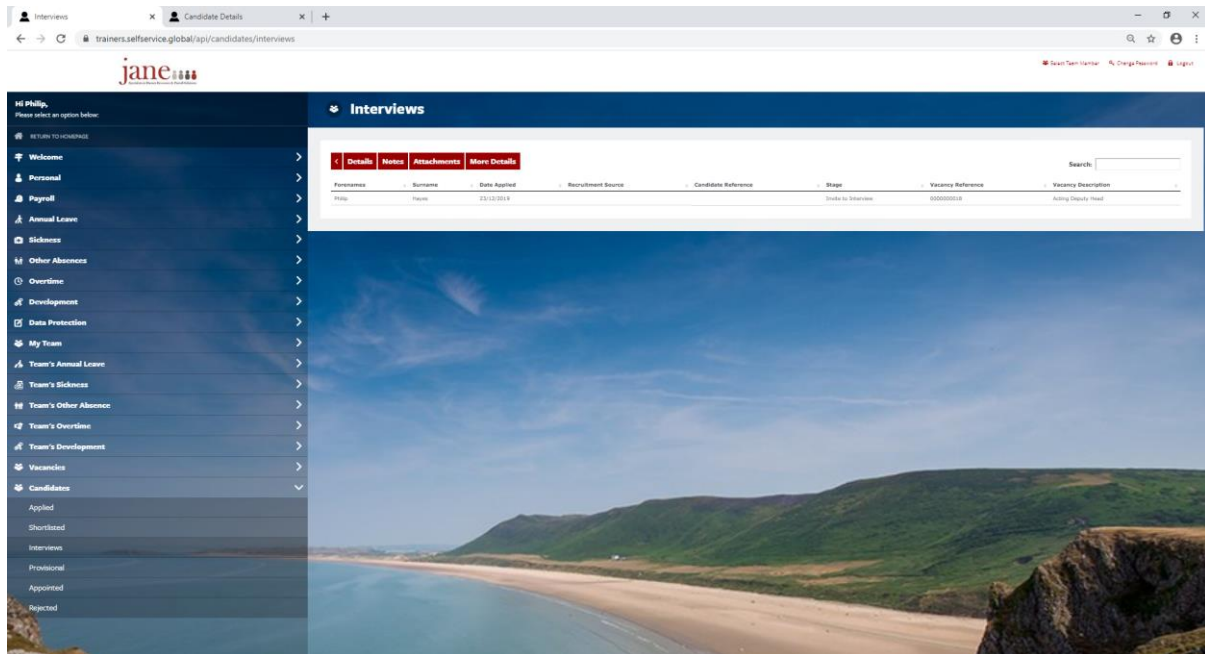 Interviews
Candidate Details
trainers.selfservice.global/api/candidates/interviews
jane
Select Team Member Change Password Logout
Hi Philip,
Please select an option below:
Interviews
RETURN TO HOMEPAGE
Welcome
Personal
Payroll
Annual Leave
Sickness
Other Absences
Overtime
Development
Data Protection
My Team
Team's Annual Leave
Team's Sickness
Team's Other Absence
Team's Overtime
Team's Development
Vacancies
Candidates
Applied
Shortlisted
Interviews
Provisional
Appointed
Rejected
< Details Notes Attachments More Details
Search:
Forenames Surname Date Applied Recruitment Source Candidate Reference Stage Vacancy Reference Vacancy Description
Philip Hayes 23/12/2019 Invite to Interview 0000000018 Acting Deputy Head